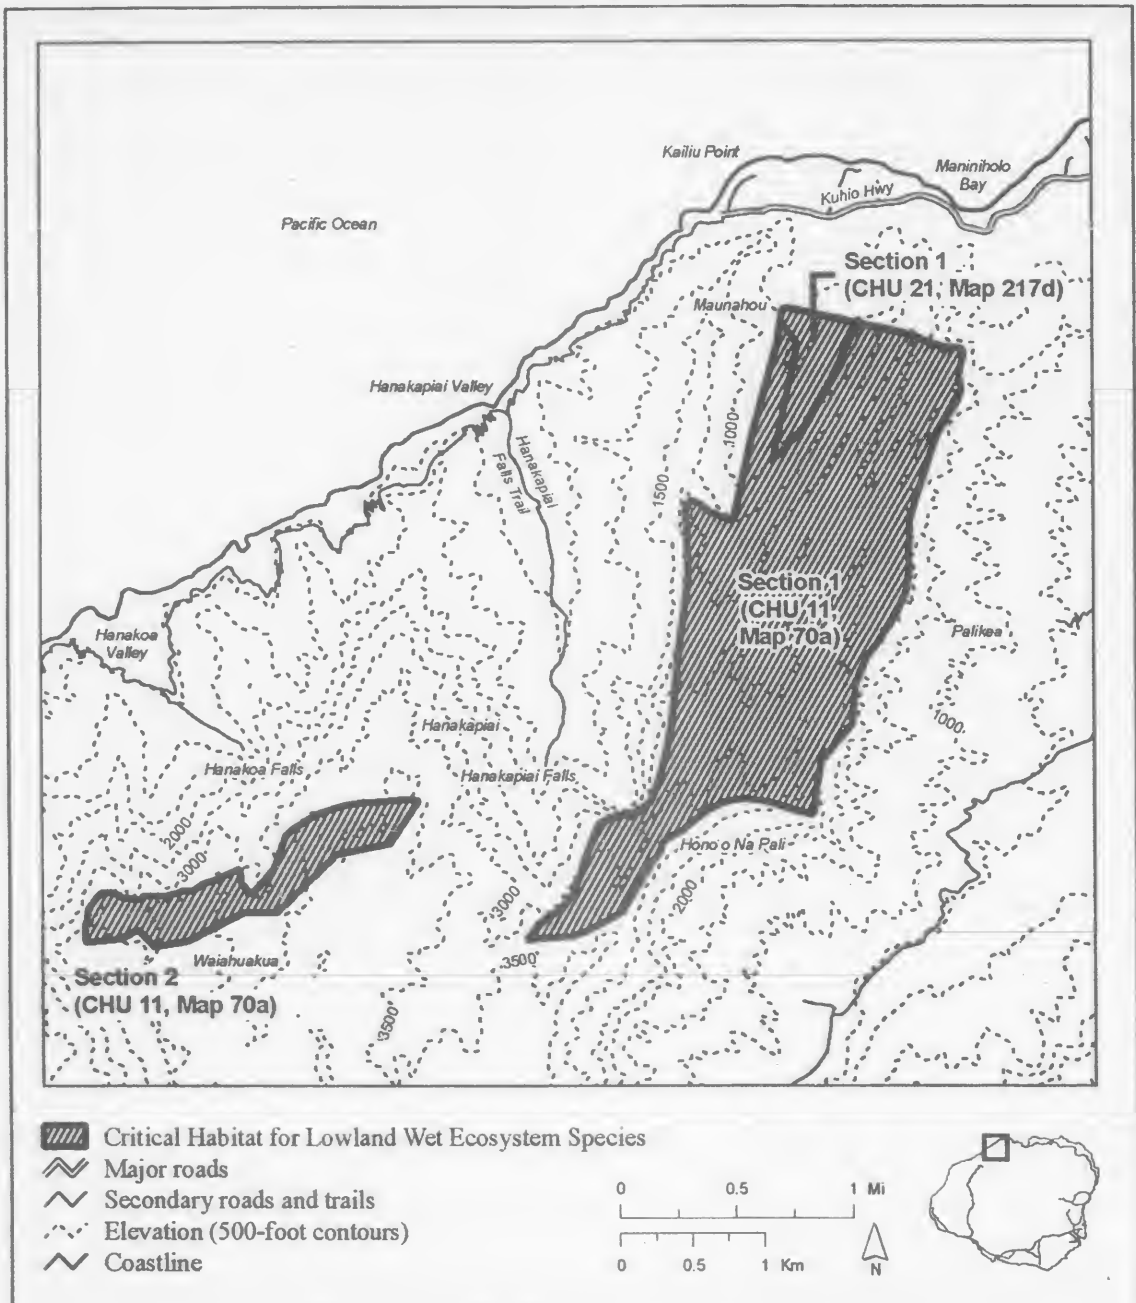 Kailiu Point
Maniniholo
Bay
Kuhio Hwy
Pacific Ocean
Section 1
(CHU 21, Map 217d)
Maunahou
Hanakapiai Valley
Hanakapiai
Falls Trail
1000
1500
Section 1
(CHU 11,
Map 70a)
Hanakoa
Valley
Palikea
Hanakapiai
1000
Hanakoa Falls
Hanakapiai Falls
2000
3000
Hono o Na Pali
3000
2000
Waiahuakua
3500
Section 2
(CHU 11, Map 70a)
3500
Critical Habitat for Lowland Wet Ecosystem Species
Major roads
Secondary roads and trails
Elevation (500-foot contours)
Coastline
0 0.5 1 Mi
0 0.5 1 Km
N